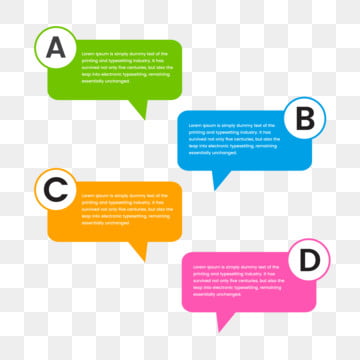 A
Lorem Ipsum is simply dummy text of the
printing and typesetting industry. It has
survived not only five centuries, but also the
leap into electronic typesetting, remaining
essentially unchanged.
B
Lorem Ipsum is simply dummy text of the
printing and typesetting industry. It has
survived not only five centuries, but also the
leap into electronic typesetting, remaining
essentially unchanged.
C
Lorem Ipsum is simply dummy text of the
printing and typesetting industry. It has
survived not only five centuries, but also the
leap into electronic typesetting, remaining
essentially unchanged.
D
Lorem Ipsum is simply dummy text of the
printing and typesetting industry. It has
survived not only five centuries, but also the
leap into electronic typesetting, remaining
essentially unchanged.